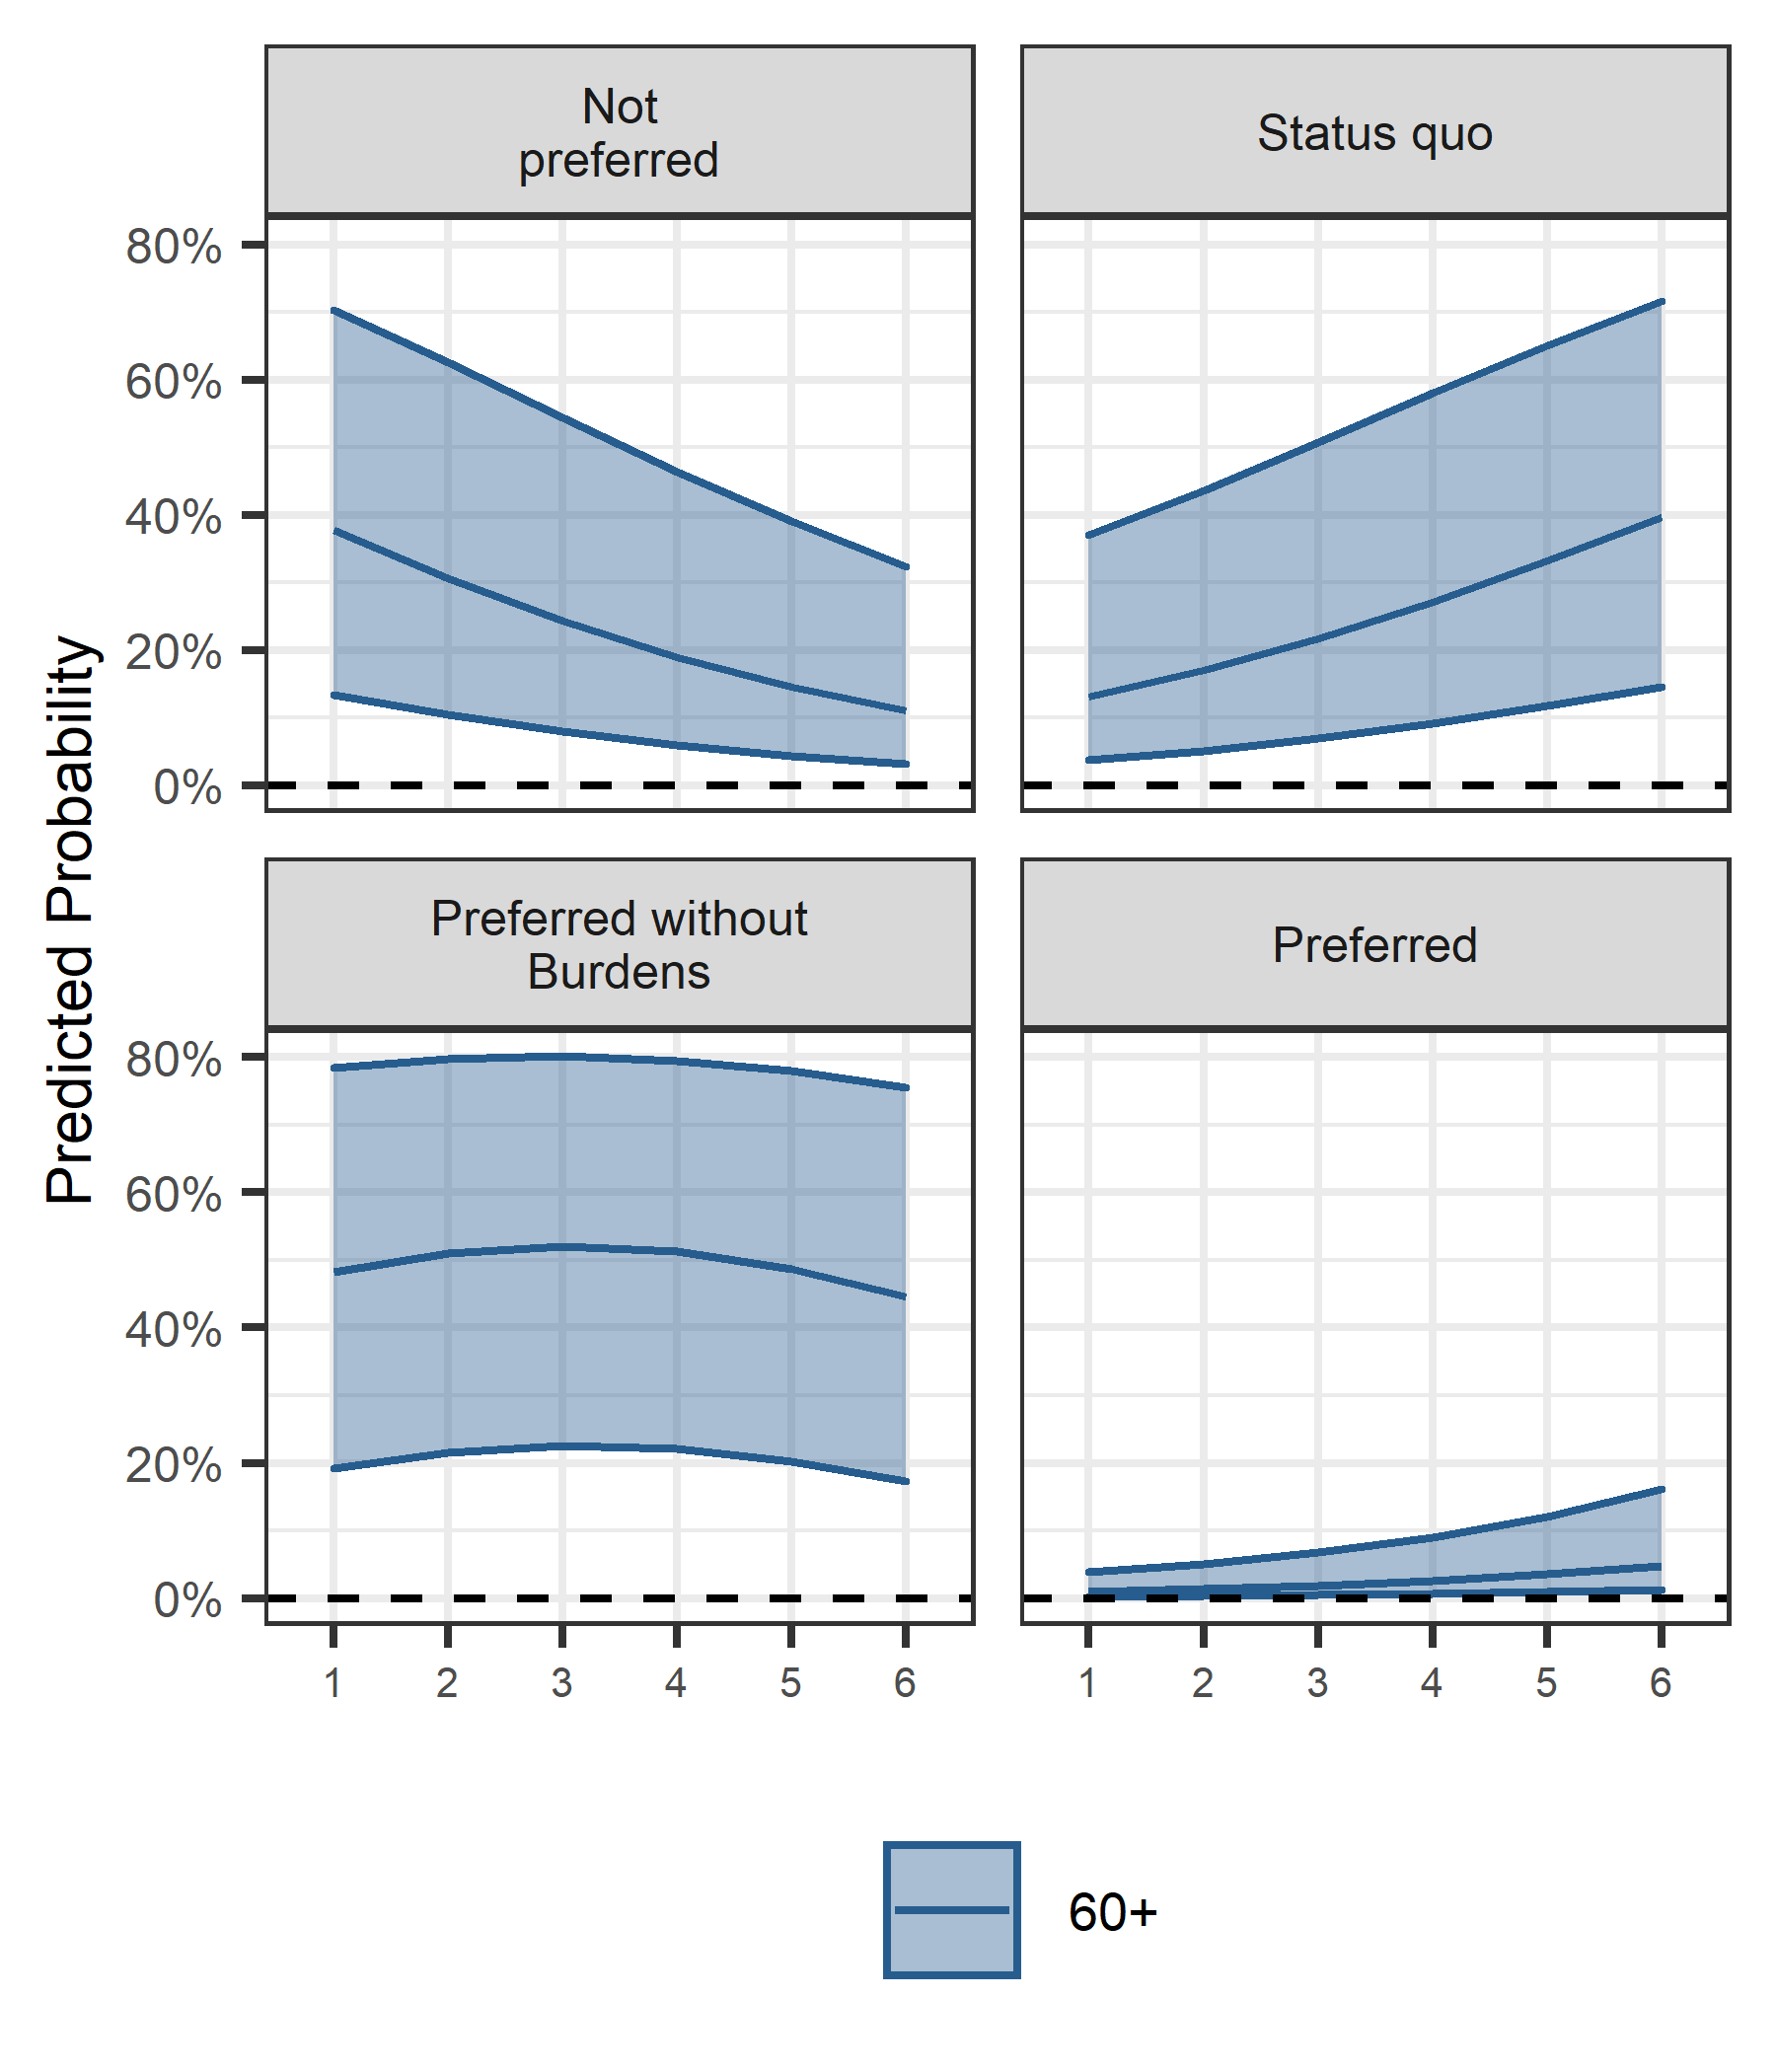 Not
preferred
Status quo
80%
60%
40%
20%
0%
Predicted Probability
Preferred without
Burdens
Preferred
80%
60%
40%
20%
0%
1 2 3 4 5 6
1 2 3 4 5 6
60+